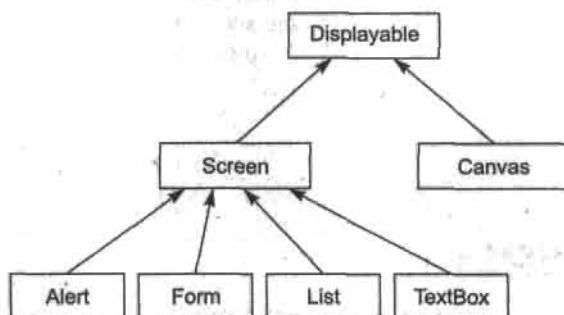 Displayable
Screen
Canvas
Alert
Form
List
TextBox